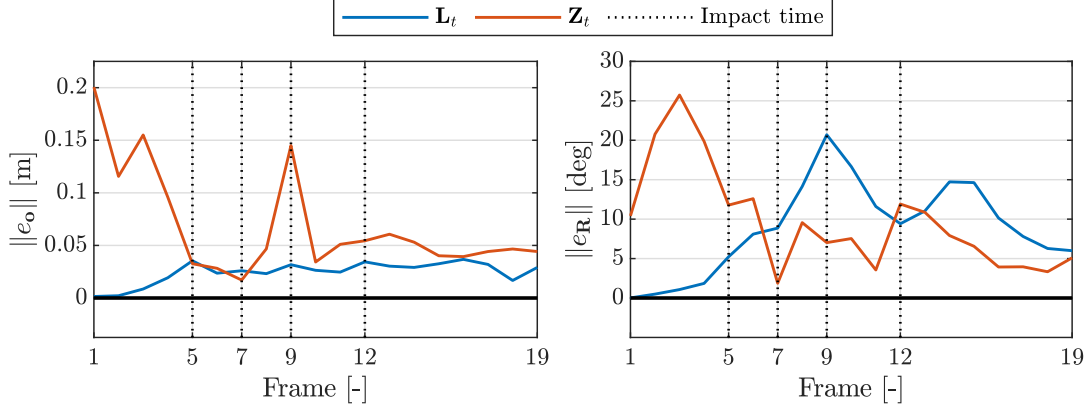 L_t Z_t Impact time
0.2
0.15
0.1
0.05
0
||e_o|| [m]
1 5 7 9 12 19
Frame [-]
30
25
20
15
10
5
0
||e_R|| [deg]
1 5 7 9 12 19
Frame [-]